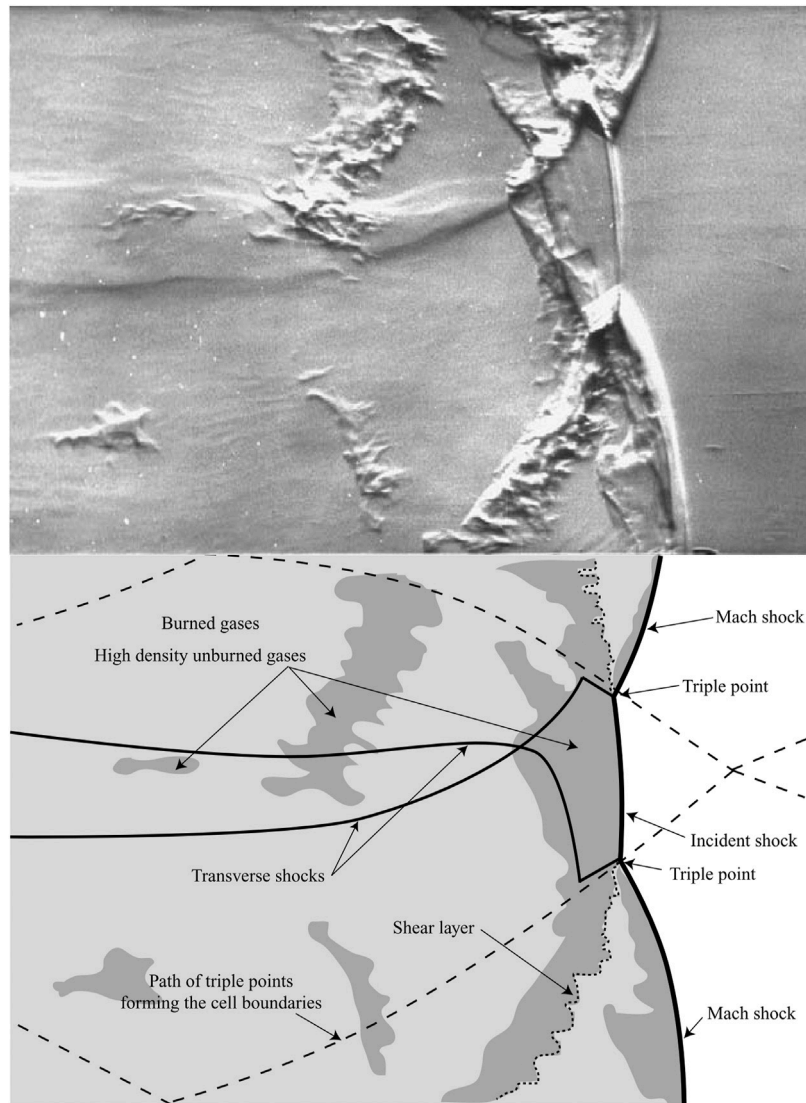 Burned gases
High density unburned gases
Mach shock
Triple point
Incident shock
Triple point
Transverse shocks
Shear layer
Path of triple points
forming the cell boundaries
Mach shock